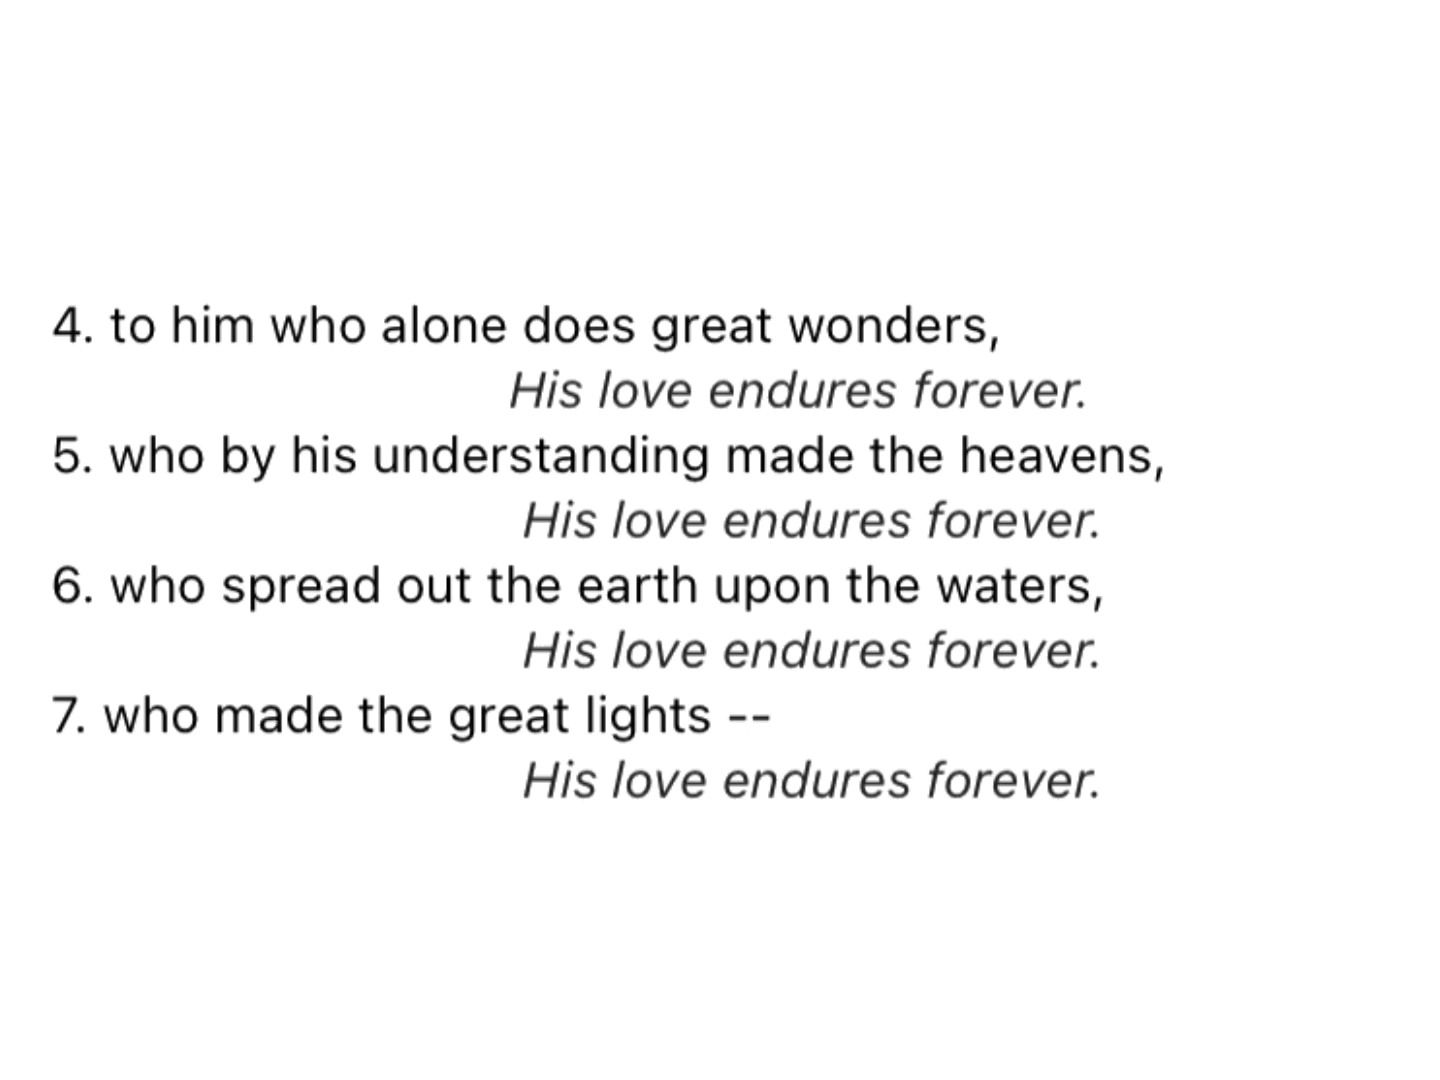 4. to him who alone does great wonders,
His love endures forever.
5. who by his understanding made the heavens,
His love endures forever.
6. who spread out the earth upon the waters,
His love endures forever.
7. who made the great lights --
His love endures forever.